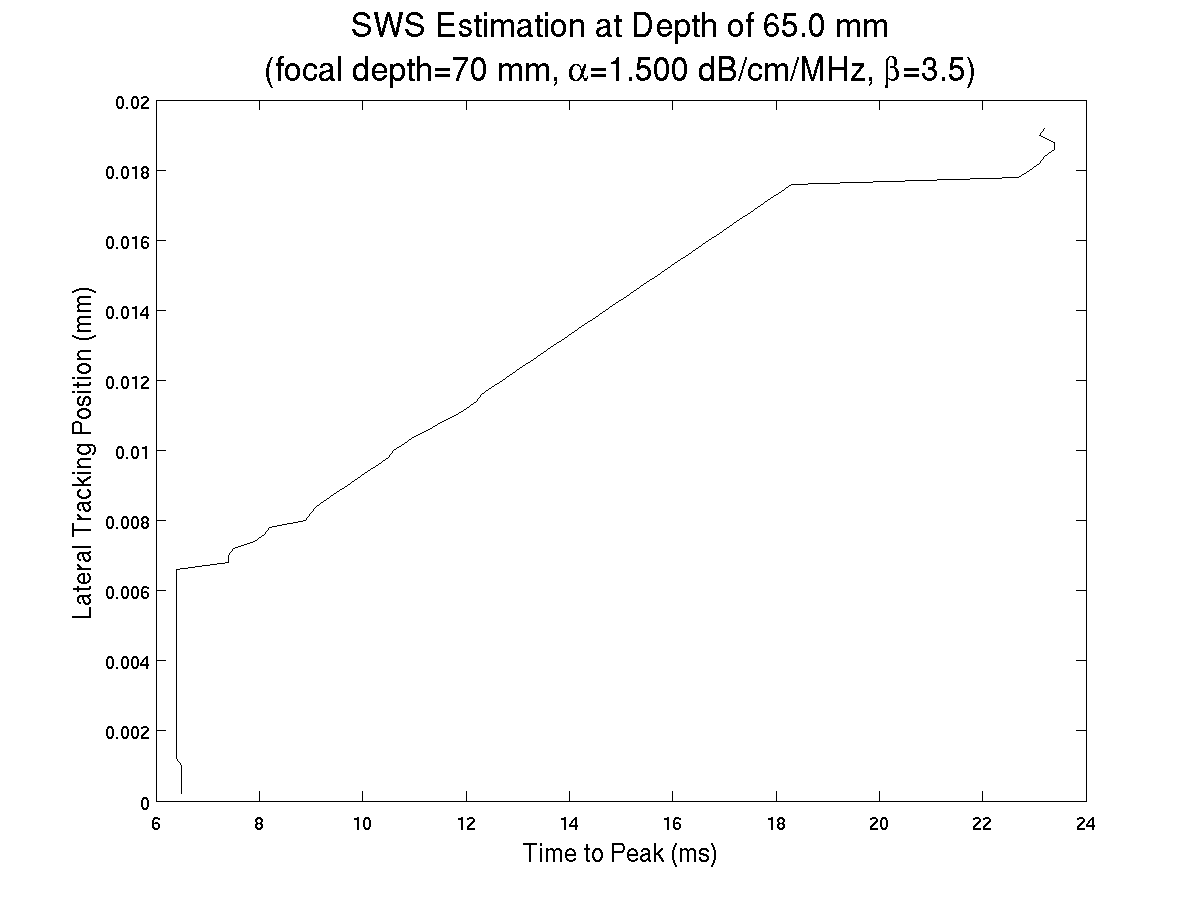 SWS Estimation at Depth of 65.0 mm
(focal depth=70 mm, α=1.500 dB/cm/MHz, β=3.5)
0.02
0.018
0.016
0.014
0.012
0.01
0.008
0.006
0.004
0.002
0
Lateral Tracking Position (mm)
6 8 10 12 14 16 18 20 22 24
Time to Peak (ms)